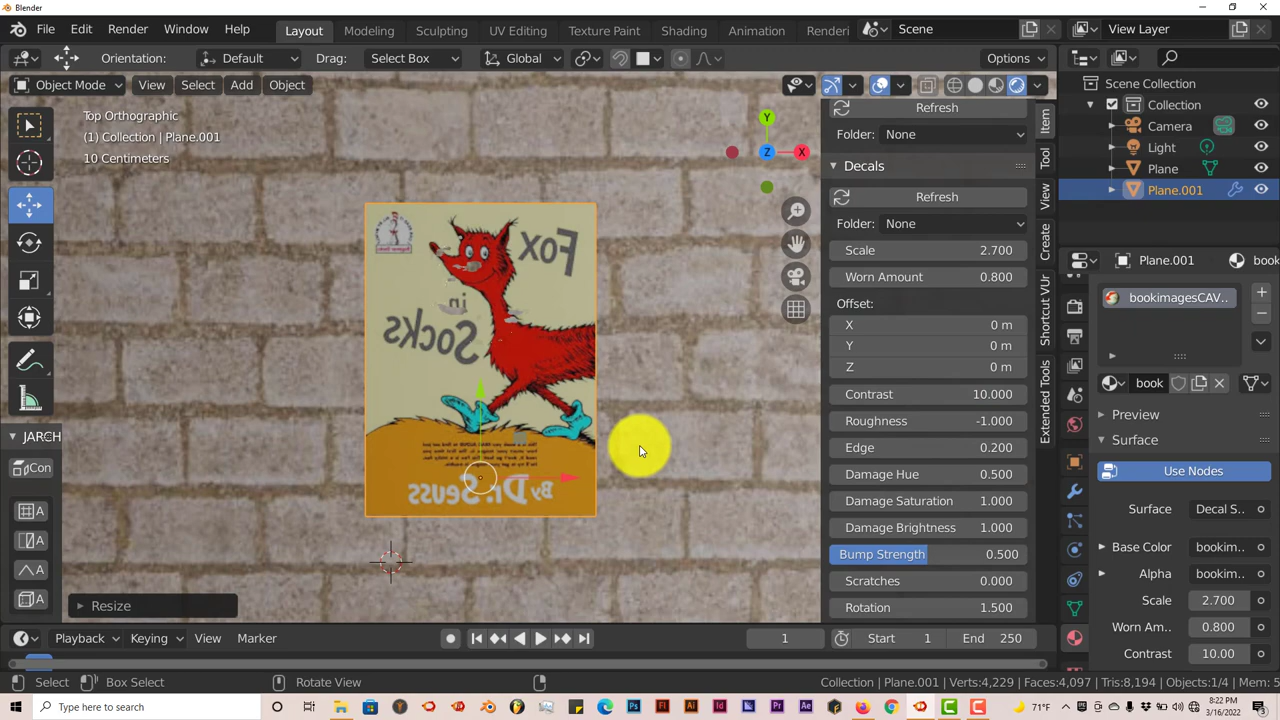 Blender
File Edit Render Window Help Layout Modeling Sculpting UV Editing Texture Paint Shading Animation Renderi Scene View Layer
Orientation: Default Drag: Select Box Global Options
Object Mode View Select Add Object
Top Orthographic
(1) Collection | Plane.001
10 Centimeters
Y
Z X
Fox
in
Socks
By Dr. Seuss
JARCH
Con
A
A
A
A
Resize
Refresh
Folder: None
Decals
Refresh
Folder: None
Scale 2.700
Worn Amount 0.800
Offset:
X 0 m
Y 0 m
Z 0 m
Contrast 10.000
Roughness -1.000
Edge 0.200
Damage Hue 0.500
Damage Saturation 1.000
Damage Brightness 1.000
Bump Strength 0.500
Scratches 0.000
Rotation 1.500
Item
Tool
View
Create
Shortcut VUr
Extended Tools
Scene Collection
Collection
Camera
Light
Plane
Plane.001
Plane.001 book
bookimagesCAV..
book
Preview
Surface
Use Nodes
Surface Decal S..
Base Color bookim..
Alpha bookim..
Scale 2.700
Worn Am.. 0.800
Contrast 10.00
Playback Keying View Marker 1 Start 1 End 250
Select Box Select Rotate View Collection | Plane.001 | Verts:4,229 | Faces:4,097 | Tris:8,194 | Objects:1/4 | Mem: 5
Type here to search Ps Fl Ai Id Ae 71°F 8:22 PM
3/16/2022